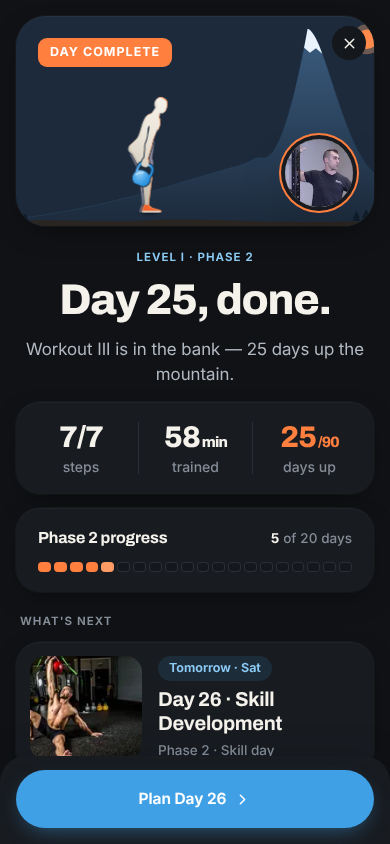 DAY COMPLETE
LEVEL I · PHASE 2
Day 25, done.
Workout III is in the bank — 25 days up the
mountain.
7/7
steps
58 min
trained
25/90
days up
Phase 2 progress
5 of 20 days
WHAT'S NEXT
Tomorrow · Sat
Day 26 · Skill
Development
Phase 2 · Skill day
Plan Day 26